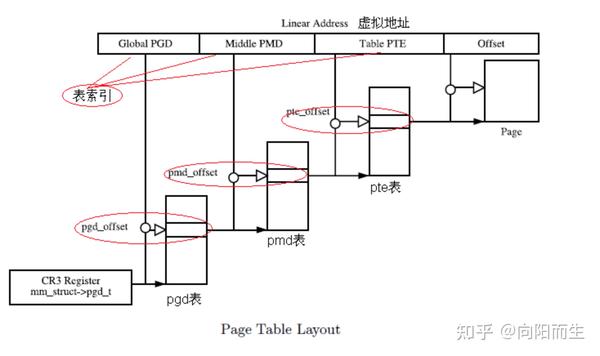 Linear Address 虚拟地址
Global PGD Middle PMD Table PTE Offset
表索引
pte_offset
Page
pmd_offset
pte表
pgd_offset
pmd表
CR3 Register
mm_struct->pgd_t
pgd表
Page Table Layout
知乎 @向阳而生